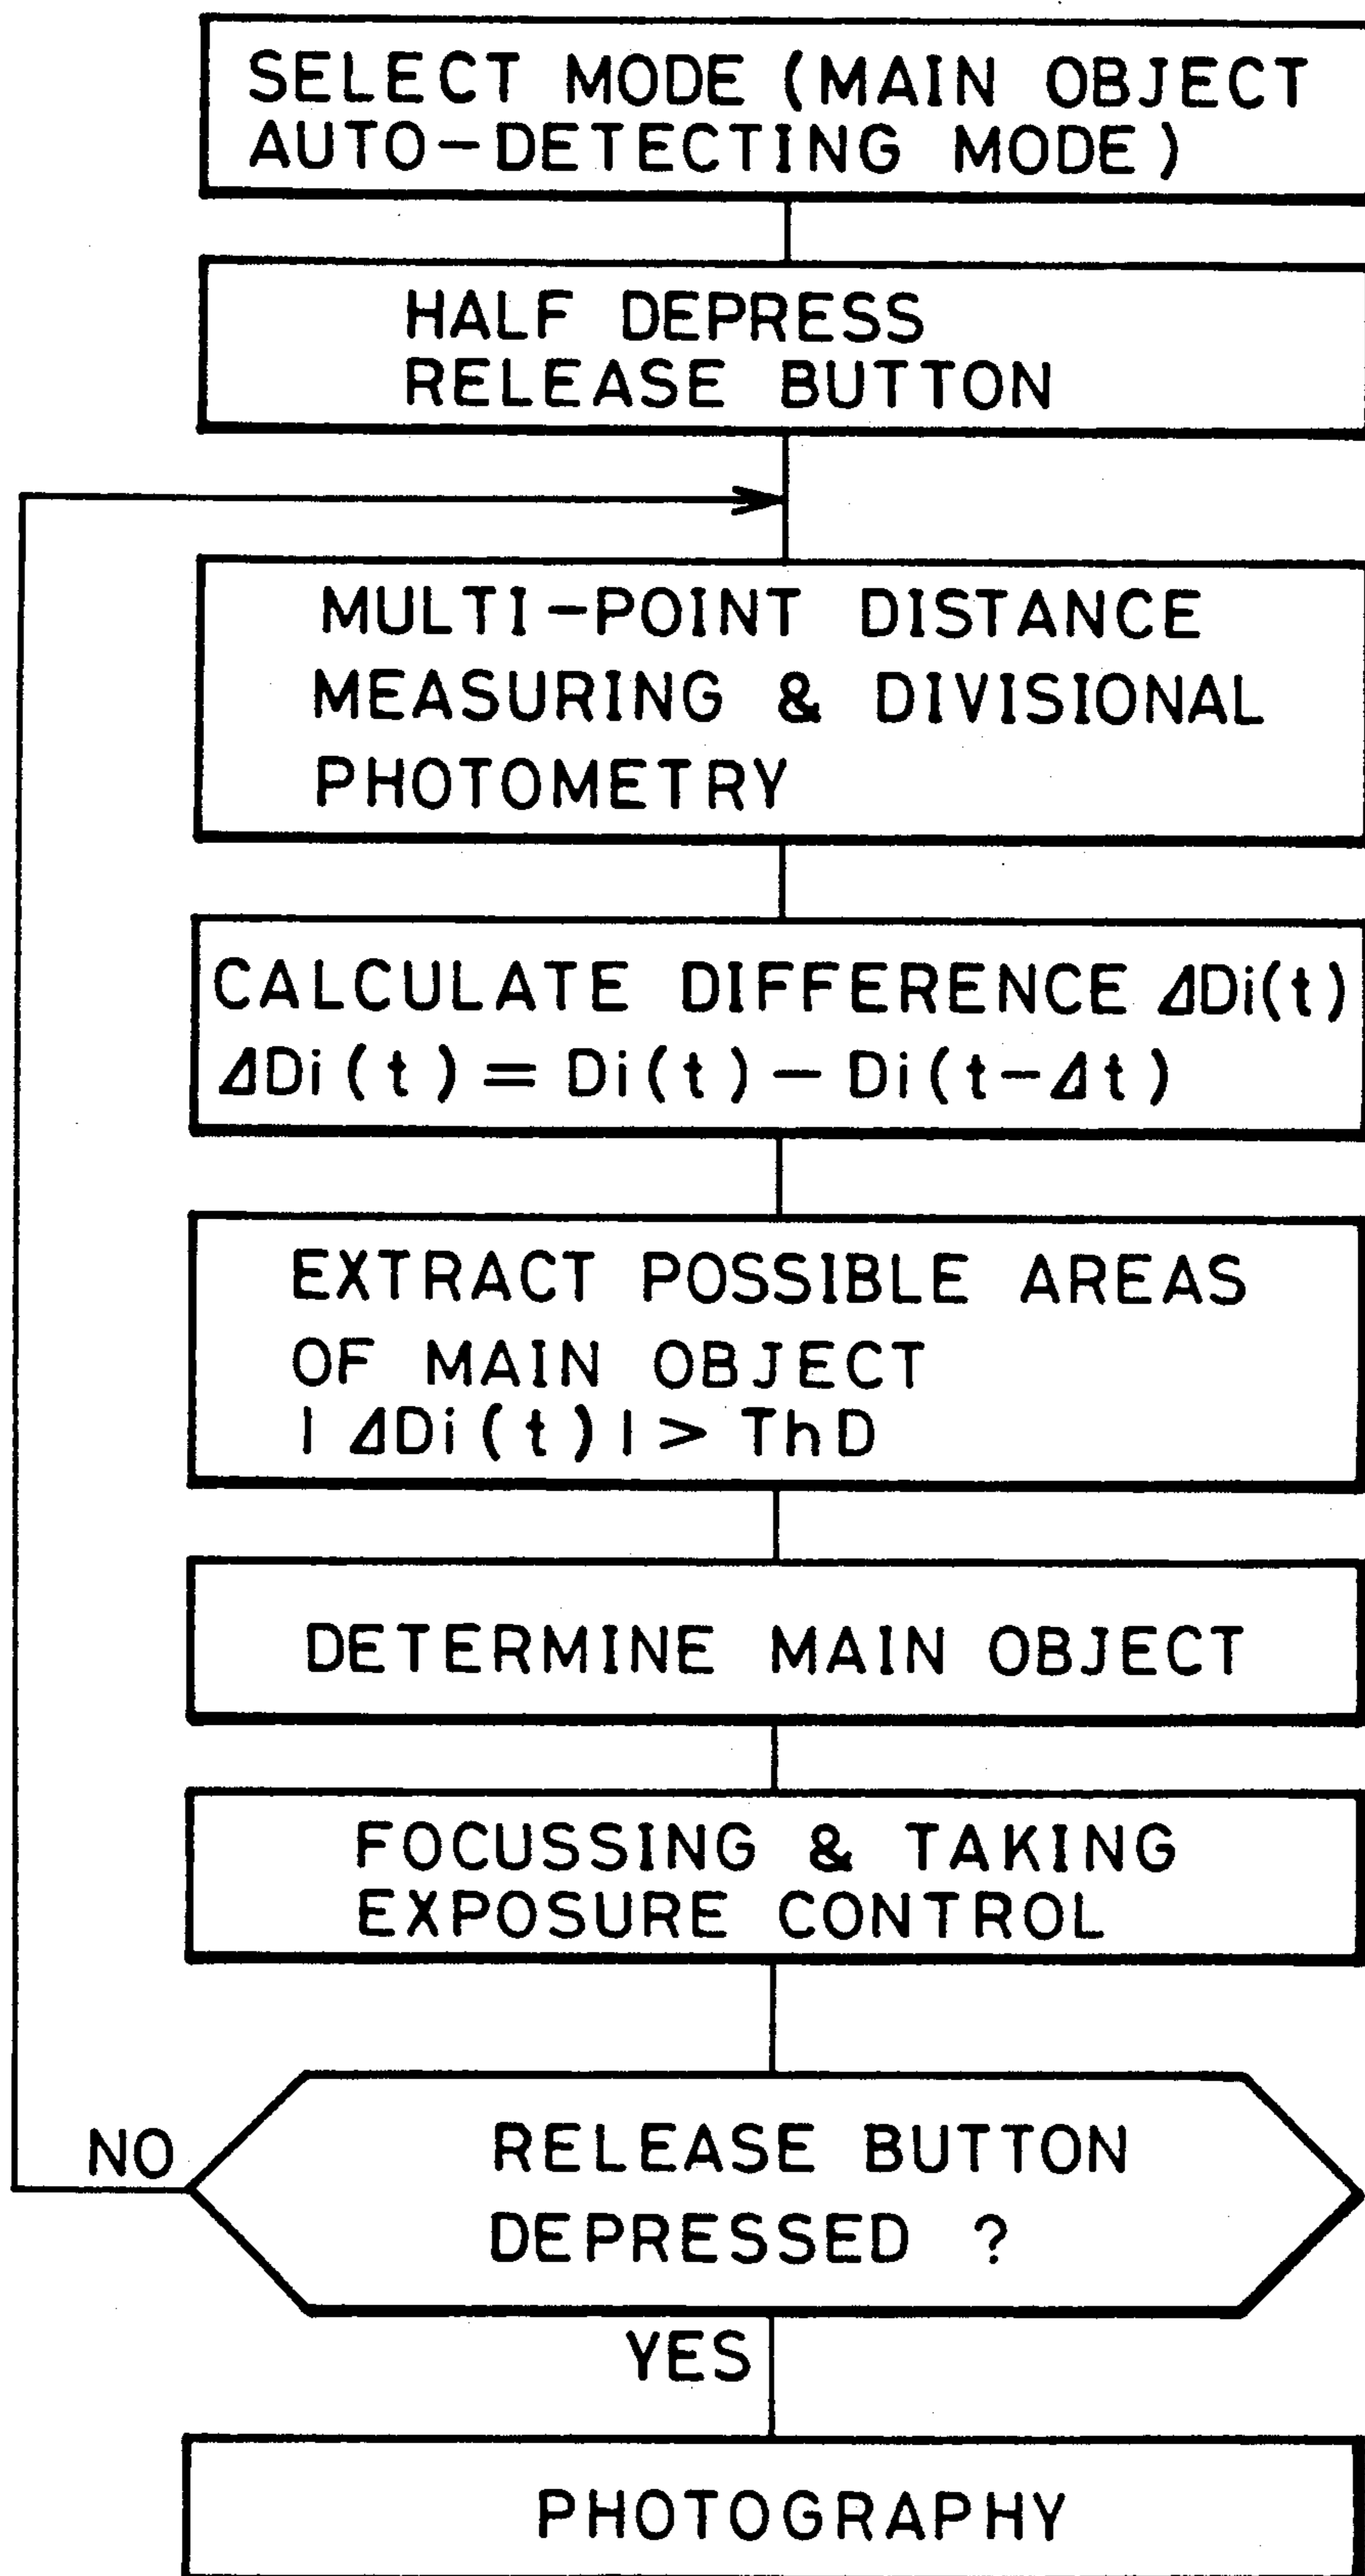 SELECT MODE (MAIN OBJECT
AUTO-DETECTING MODE)
HALF DEPRESS
RELEASE BUTTON
MULTI-POINT DISTANCE
MEASURING & DIVISIONAL
PHOTOMETRY
CALCULATE DIFFERENCE ΔDi(t)
ΔDi(t) = Di(t) - Di(t-Δt)
EXTRACT POSSIBLE AREAS
OF MAIN OBJECT
|ΔDi(t)| > ThD
DETERMINE MAIN OBJECT
FOCUSSING & TAKING
EXPOSURE CONTROL
NO
RELEASE BUTTON
DEPRESSED ?
YES
PHOTOGRAPHY